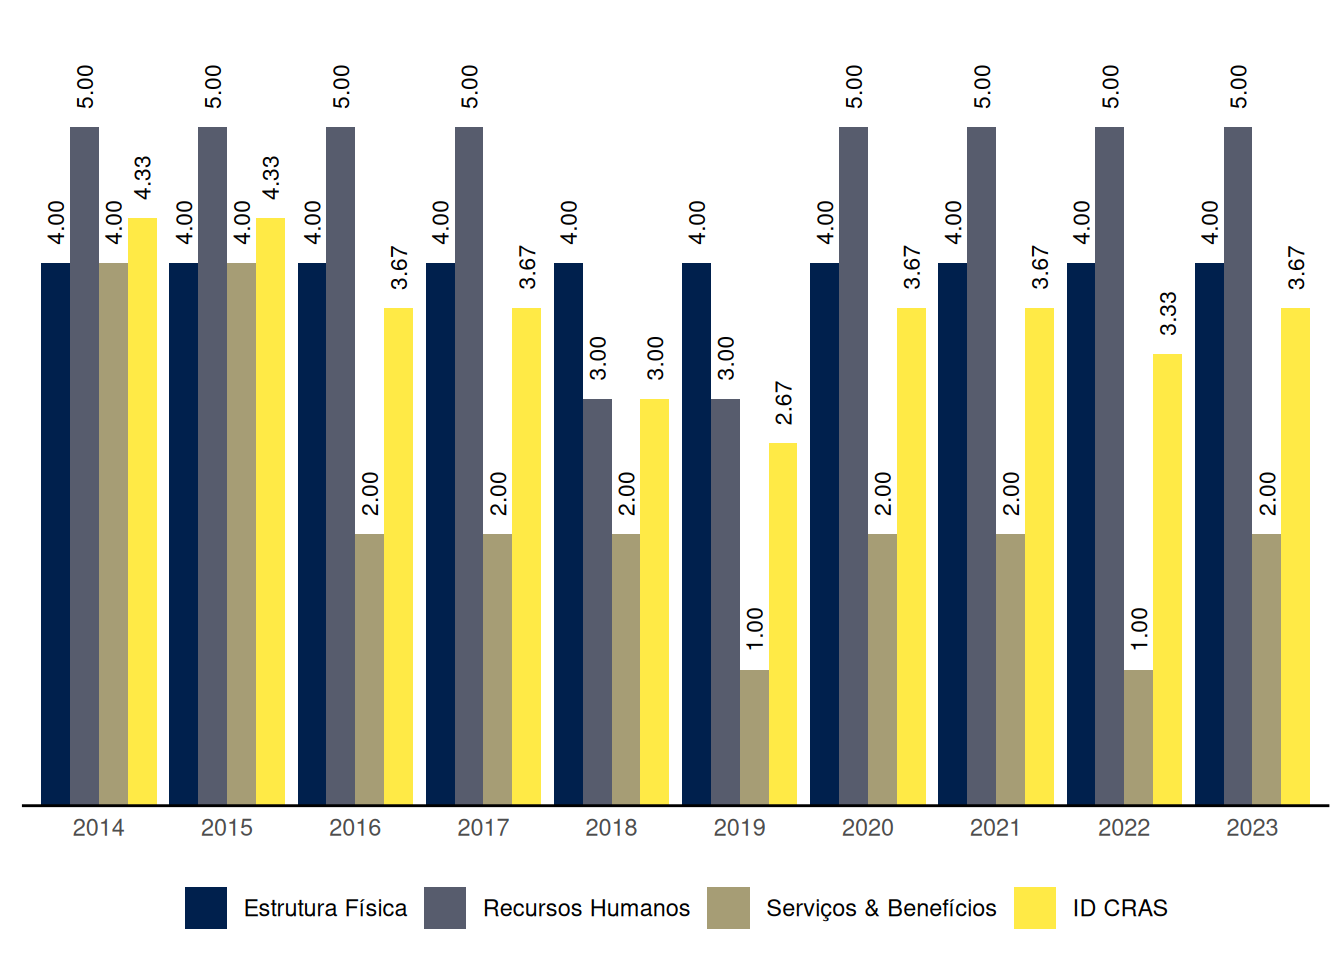 5.00 5.00 5.00 5.00 5.00 5.00 5.00 5.00
4.33 4.33
4.00 4.00 4.00 4.00 4.00 4.00 4.00 4.00 4.00 4.00 4.00 4.00
3.67 3.67 3.67 3.67 3.67
3.33
3.00 3.00 3.00
2.67
2.00 2.00 2.00 2.00 2.00 2.00
1.00 1.00
2014 2015 2016 2017 2018 2019 2020 2021 2022 2023
Estrutura Física Recursos Humanos Serviços & Benefícios ID CRAS